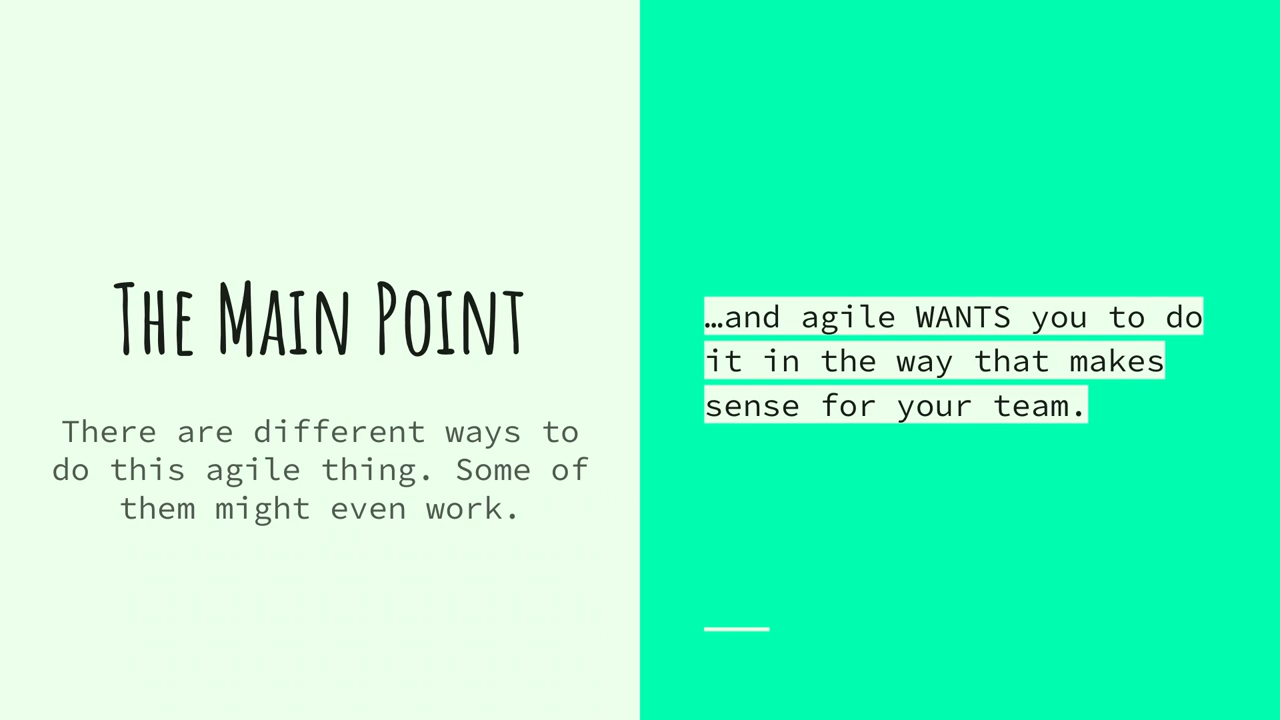 The Main Point
There are different ways to
do this agile thing. Some of
them might even work.
…and agile WANTS you to do
it in the way that makes
sense for your team.